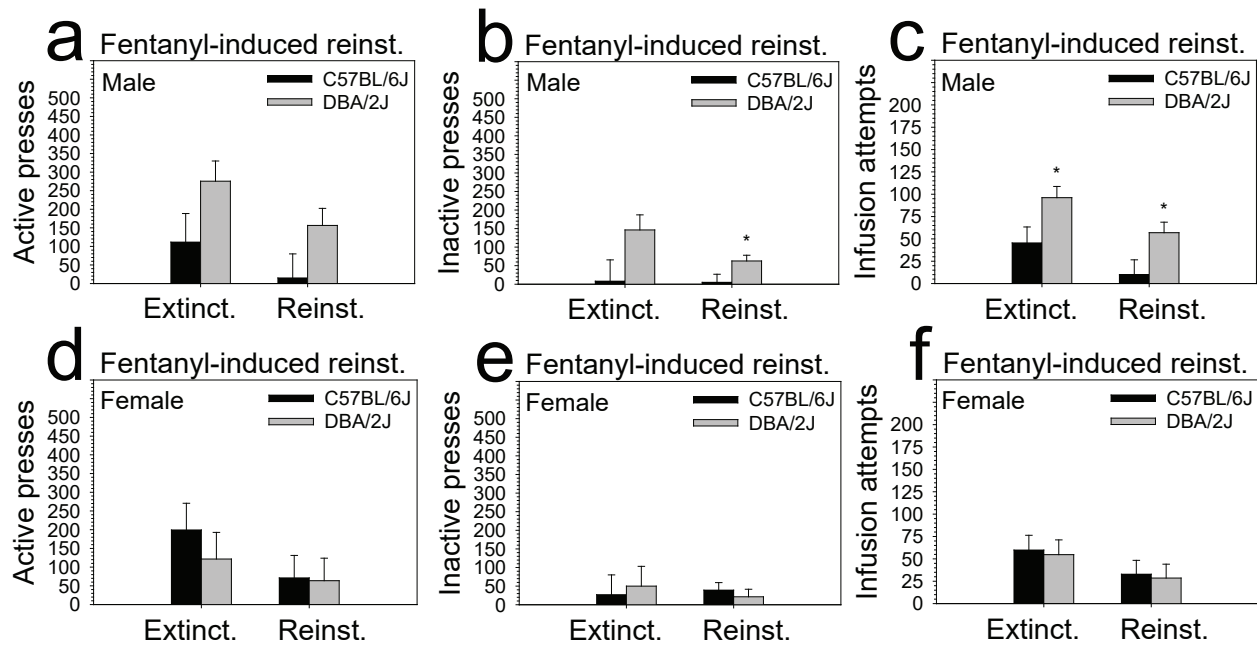 a Fentanyl-induced reinst.
Male
C57BL/6J
DBA/2J
Active presses
500
450
400
350
300
250
200
150
100
50
0
Extinct. Reinst.
b Fentanyl-induced reinst.
Male
C57BL/6J
DBA/2J
Inactive presses
500
450
400
350
300
250
200
150
100
50
0
*
Extinct. Reinst.
c Fentanyl-induced reinst.
Male
C57BL/6J
DBA/2J
Infusion attempts
200
175
150
125
100
75
50
25
0
*
*
Extinct. Reinst.
d Fentanyl-induced reinst.
Female
C57BL/6J
DBA/2J
Active presses
500
450
400
350
300
250
200
150
100
50
0
Extinct. Reinst.
e Fentanyl-induced reinst.
Female
C57BL/6J
DBA/2J
Inactive presses
500
450
400
350
300
250
200
150
100
50
0
Extinct. Reinst.
f Fentanyl-induced reinst.
Female
C57BL/6J
DBA/2J
Infusion attempts
200
175
150
125
100
75
50
25
0
Extinct. Reinst.